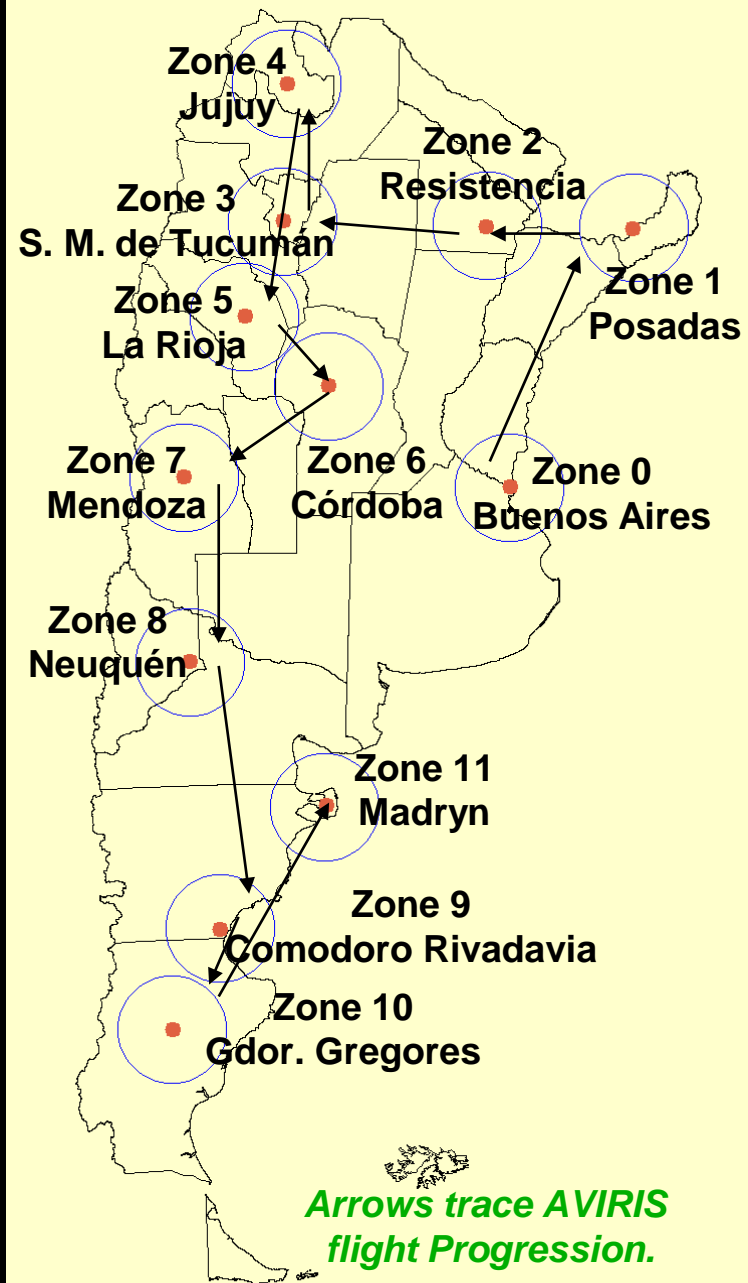 Zone 4
Jujuy
Zone 2
Resistencia
Zone 3
S. M. de Tucumán
Zone 1
Posadas
Zone 5
La Rioja
Zone 7
Mendoza
Zone 6
Córdoba
Zone 0
Buenos Aires
Zone 8
Neuquén
Zone 11
Madryn
Zone 9
Comodoro Rivadavia
Zone 10
Gdor. Gregores
Arrows trace AVIRIS
flight Progression.